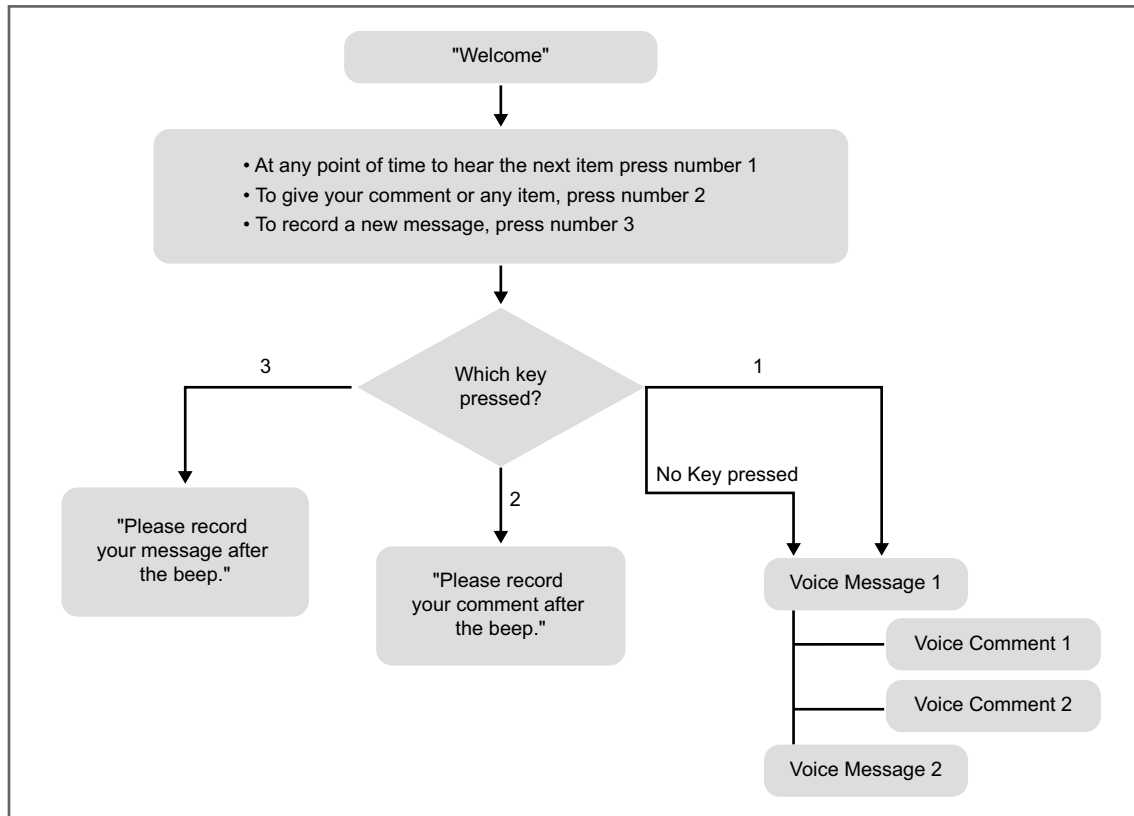 "Welcome"
• At any point of time to hear the next item press number 1
• To give your comment or any item, press number 2
• To record a new message, press number 3
Which key
pressed?
3
1
No Key pressed
2
"Please record
your message after
the beep."
"Please record
your comment after
the beep."
Voice Message 1
Voice Comment 1
Voice Comment 2
Voice Message 2